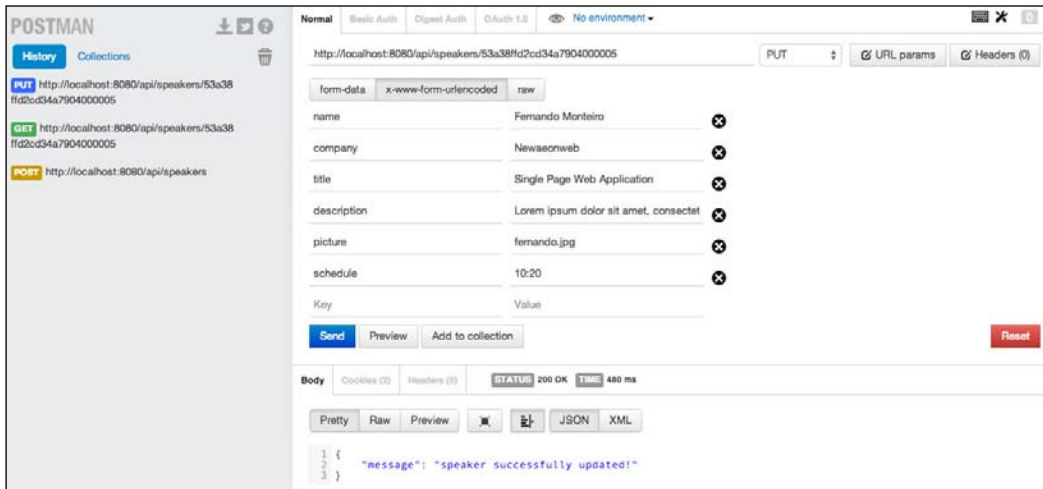 POSTMAN
History Collections
PUT http://localhost:8080/api/speakers/53a38
ffd2cd34a7904000005
GET http://localhost:8080/api/speakers/53a38
ffd2cd34a7904000005
POST http://localhost:8080/api/speakers
Normal Basic Auth Digest Auth OAuth 1.0 No environment
http://localhost:8080/api/speakers/53a38ffd2cd34a7904000005 PUT URL params Headers (0)
form-data x-www-form-urlencoded raw
name Fernando Monteiro
company Newaeonweb
title Single Page Web Application
description Lorem ipsum dolor sit amet, consectet
picture fernando.jpg
schedule 10:20
Key Value
Send Preview Add to collection Reset
Body Cookies (2) Headers (5) STATUS 200 OK TIME 480 ms
Pretty Raw Preview JSON XML
1 {
2 "message": "speaker successfully updated!"
3 }